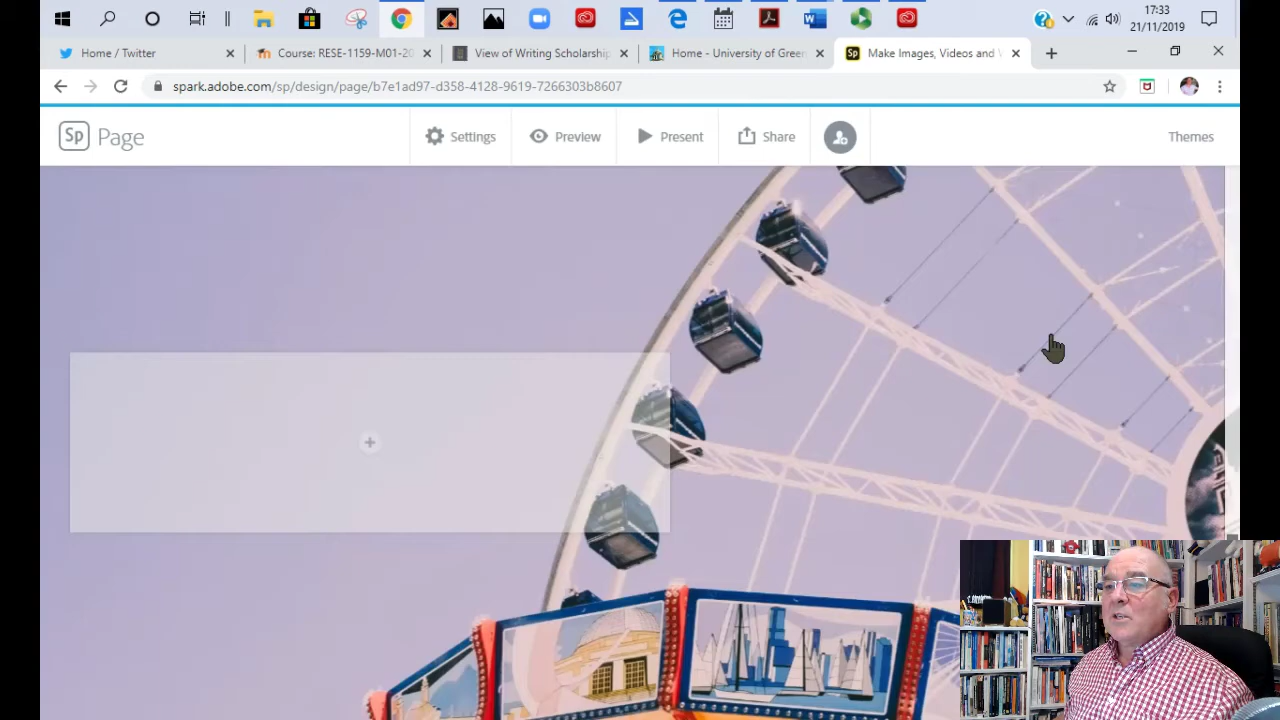 17:33
21/11/2019
Home / Twitter
Course: RESE-1159-M01-20
View of Writing Scholarship
Home - University of Green
Make Images, Videos and V
spark.adobe.com/sp/design/page/b7e1ad97-d358-4128-9619-7266303b8607
Sp Page
Settings
Preview
Present
Share
Themes